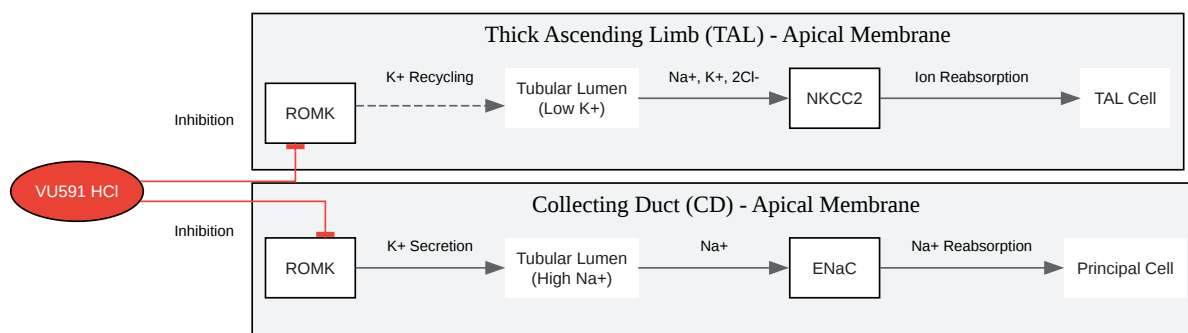 Thick Ascending Limb (TAL) - Apical Membrane
K+ Recycling
Na+, K+, 2Cl-
Ion Reabsorption
ROMK
Tubular Lumen
(Low K+)
NKCC2
TAL Cell
Inhibition
VU591 HCl
Collecting Duct (CD) - Apical Membrane
Inhibition
K+ Secretion
Na+
Na+ Reabsorption
ROMK
Tubular Lumen
(High Na+)
ENaC
Principal Cell